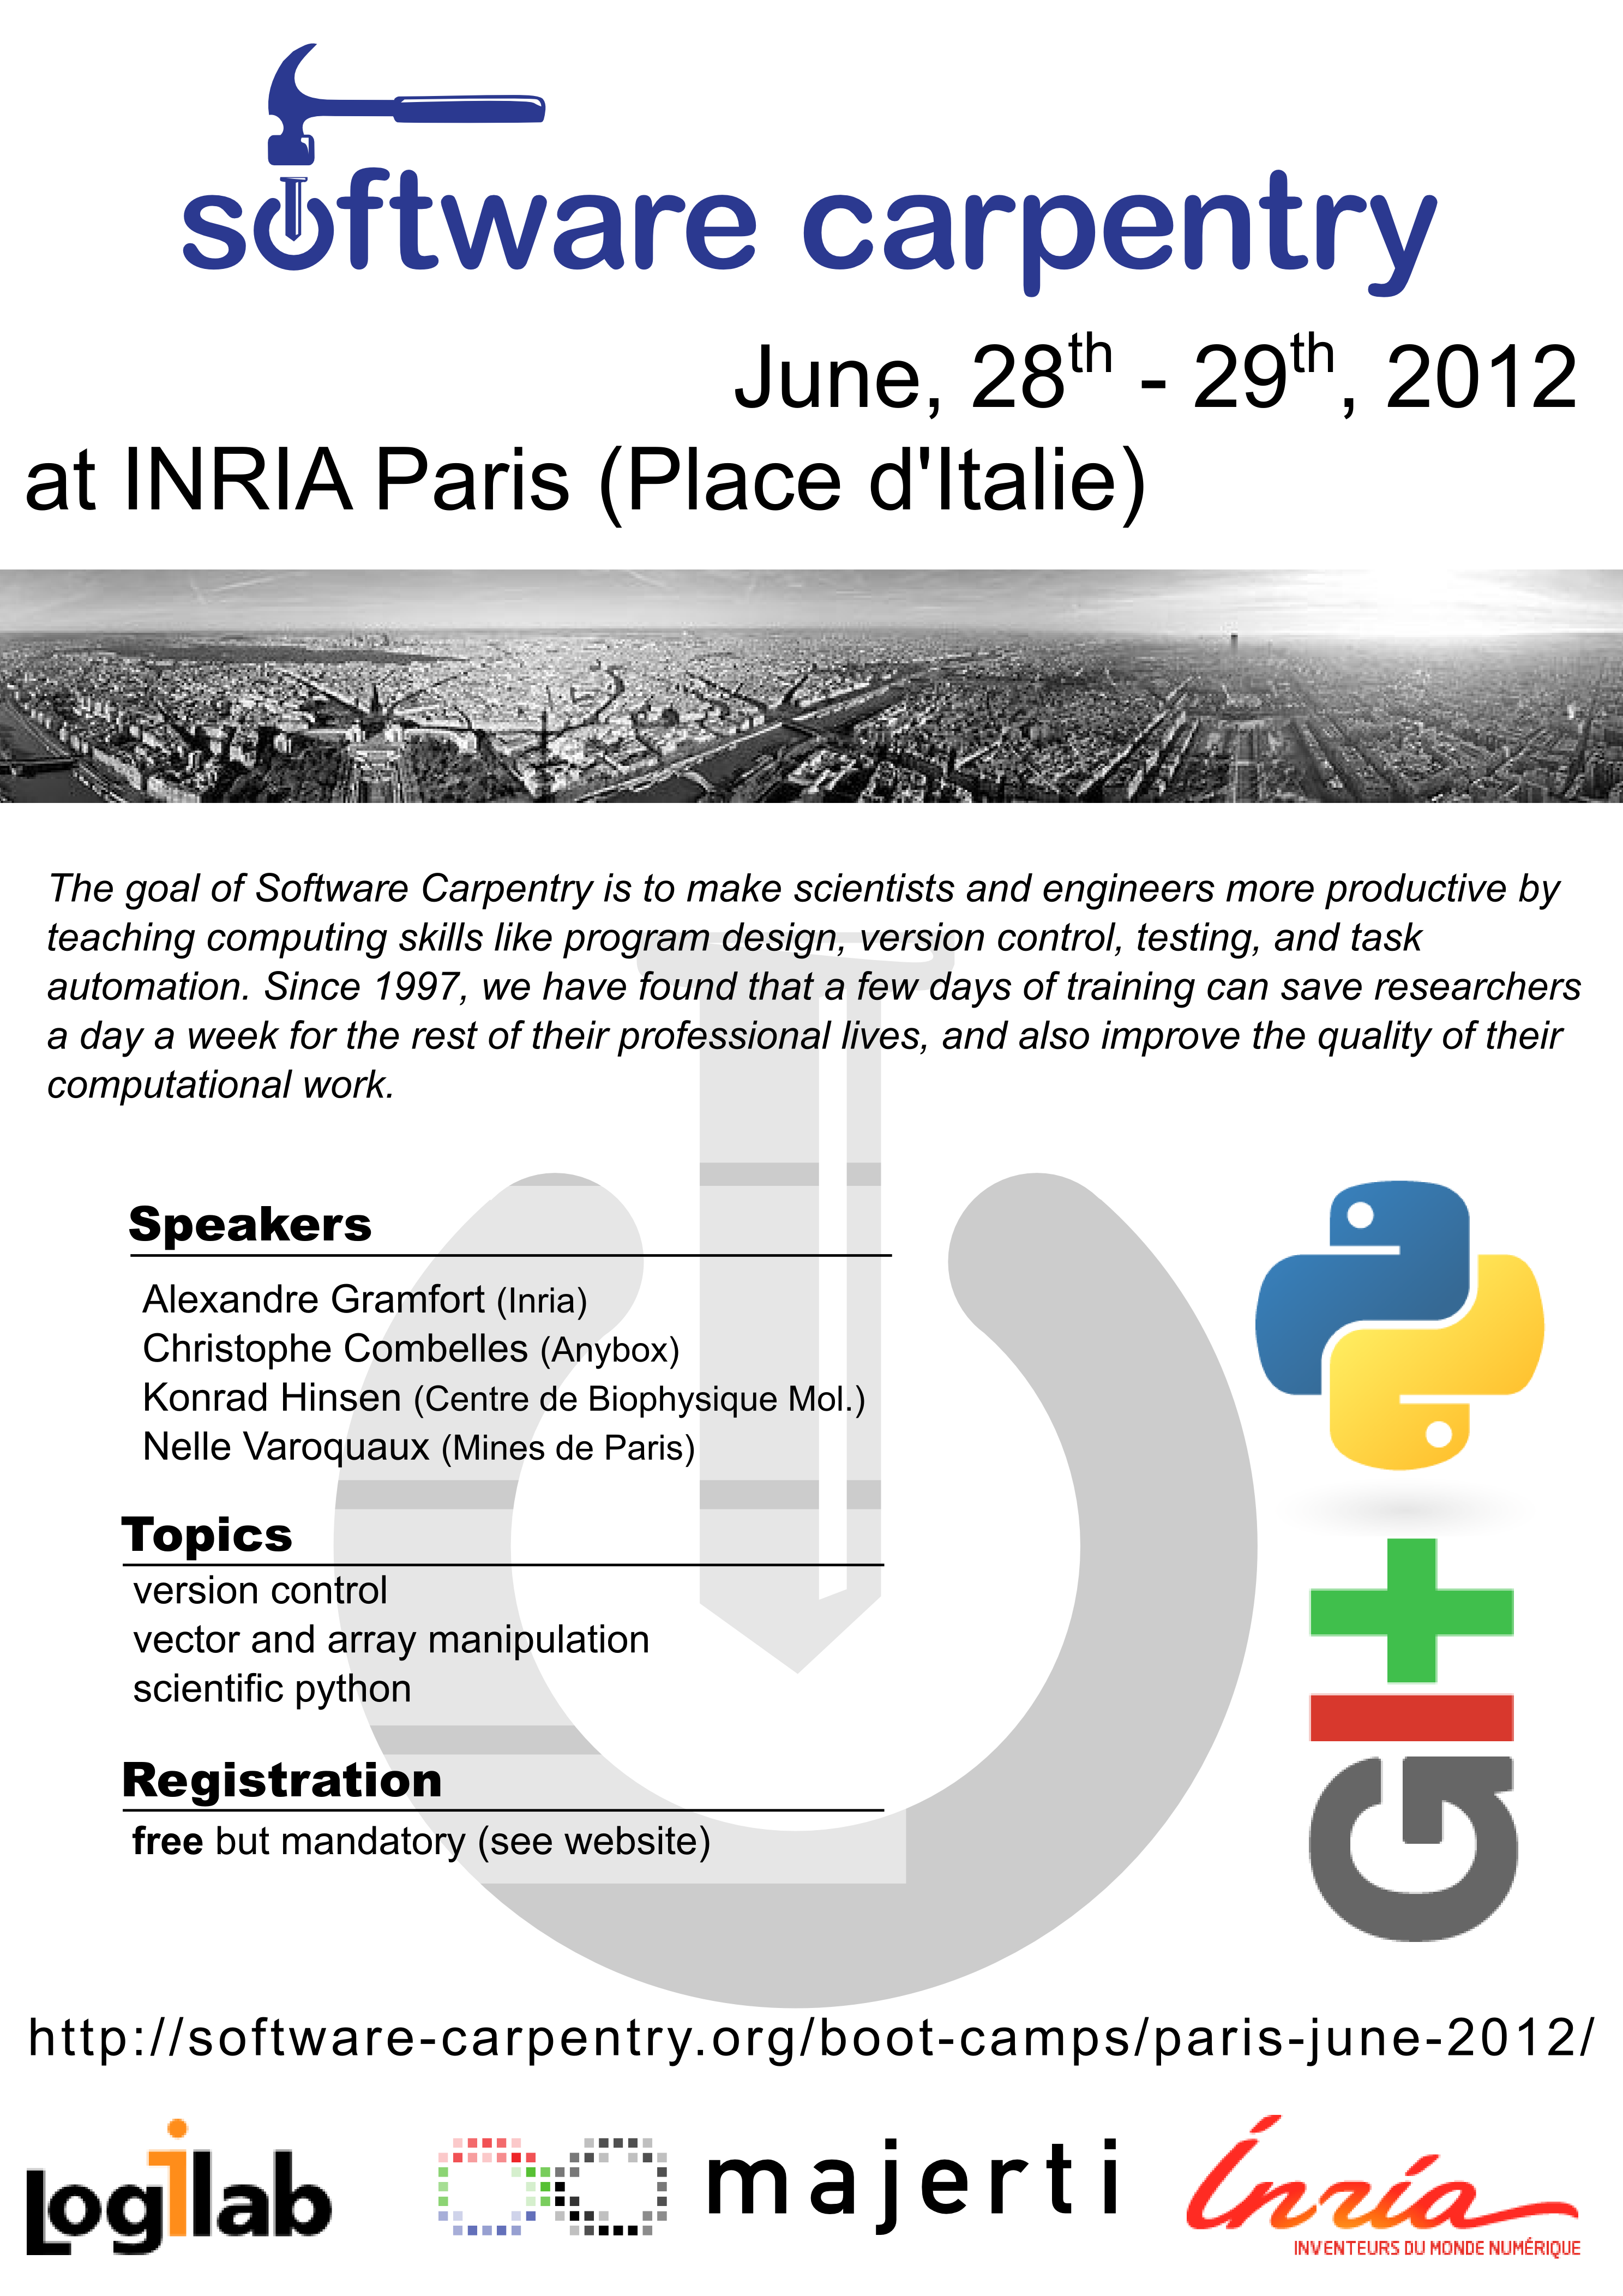 software carpentry
June, 28th - 29th, 2012
at INRIA Paris (Place d'Italie)
The goal of Software Carpentry is to make scientists and engineers more productive by
teaching computing skills like program design, version control, testing, and task
automation. Since 1997, we have found that a few days of training can save researchers
a day a week for the rest of their professional lives, and also improve the quality of their
computational work.
Speakers
Alexandre Gramfort (Inria)
Christophe Combelles (Anybox)
Konrad Hinsen (Centre de Biophysique Mol.)
Nelle Varoquaux (Mines de Paris)
Topics
version control
vector and array manipulation
scientific python
Registration
free but mandatory (see website)
GIt
http://software-carpentry.org/boot-camps/paris-june-2012/
Logilab
majerti
Inría
INVENTEURS DU MONDE NUMÉRIQUE